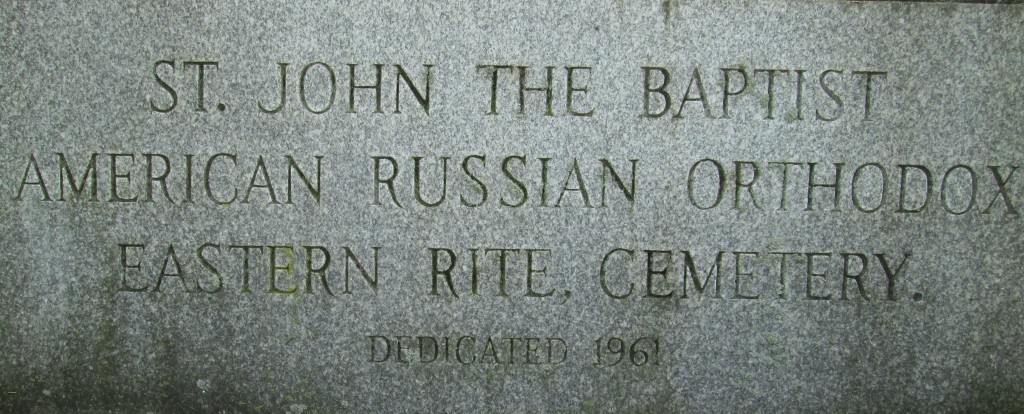 ST. JOHN THE BAPTIST
AMERICAN RUSSIAN ORTHODOX
EASTERN RITE. CEMETERY.
DEDICATED 1961